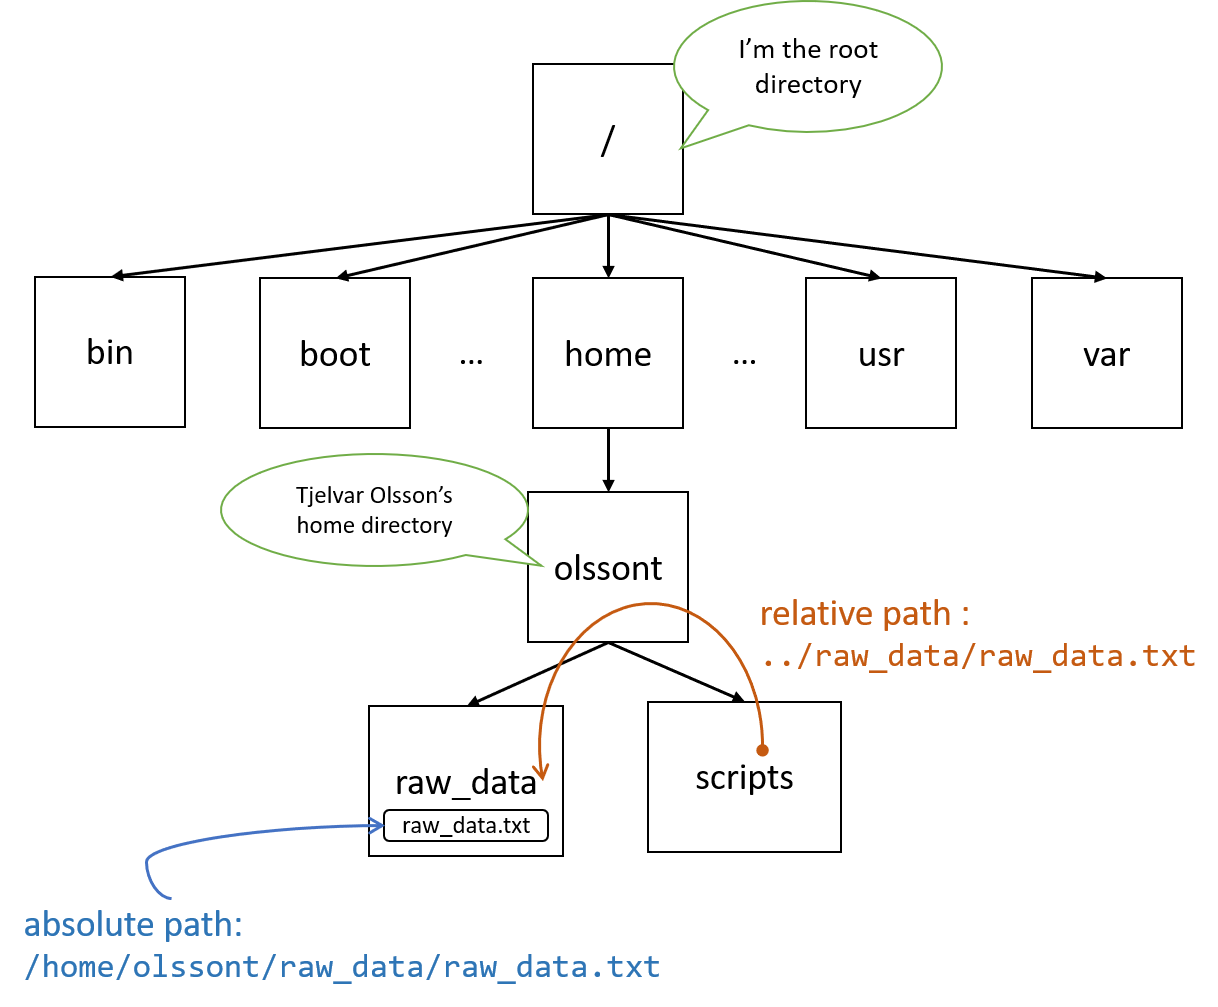 I’m the root
directory
/
bin
boot
...
home
...
usr
var
Tjelvar Olsson’s
home directory
olssont
relative path :
../raw_data/raw_data.txt
raw_data
raw_data.txt
scripts
absolute path:
/home/olssont/raw_data/raw_data.txt